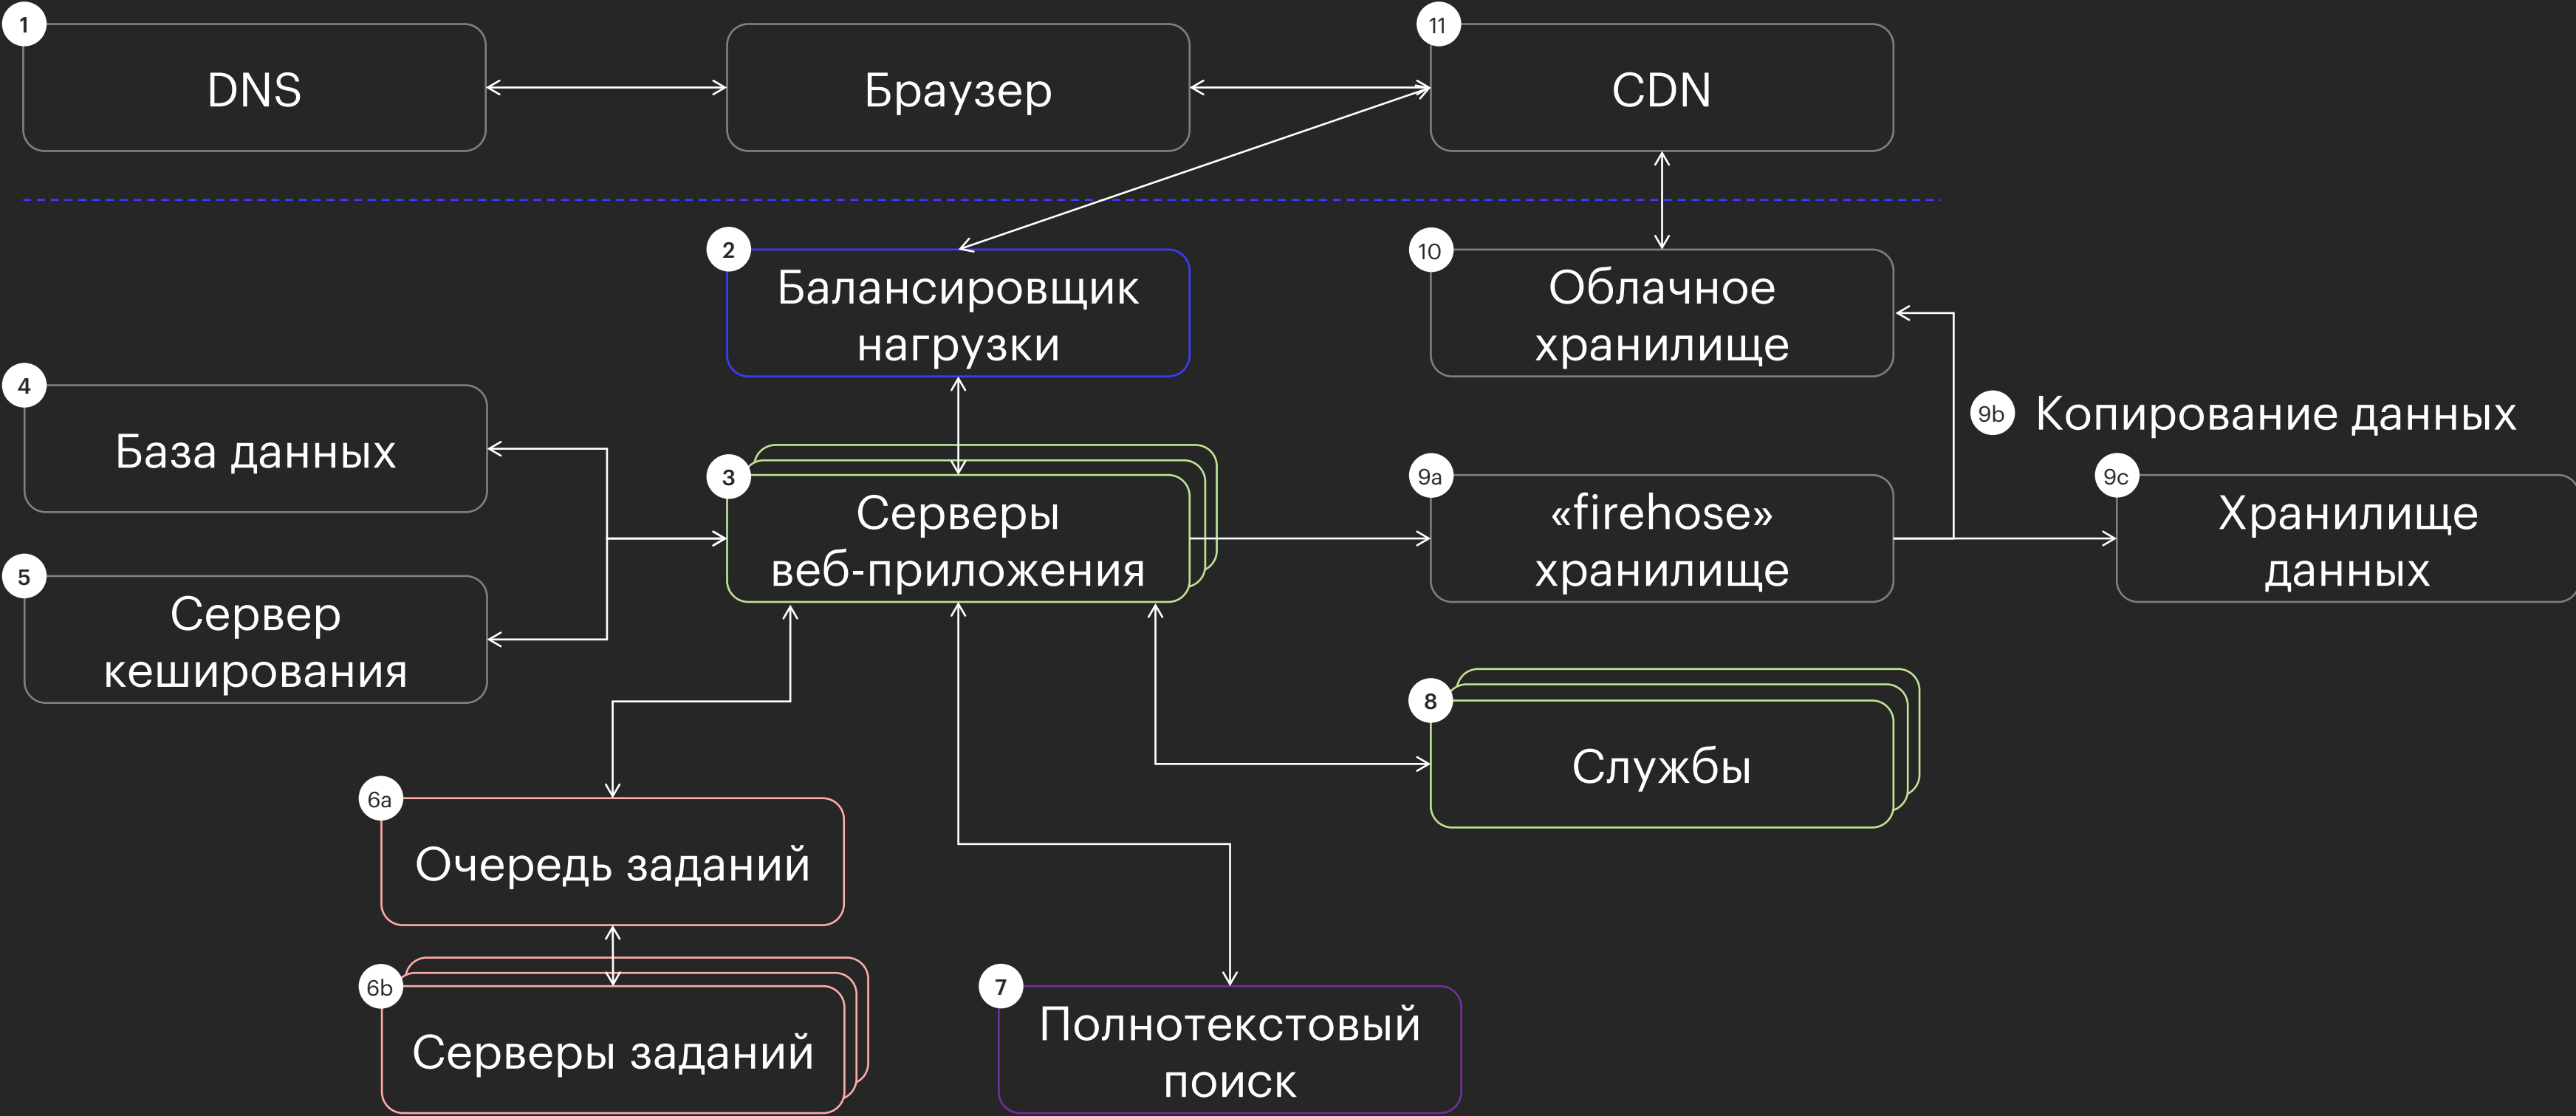 1
DNS
Браузер
11
CDN
2
Балансировщик
нагрузки
10
Облачное
хранилище
4
База данных
9b
Копирование данных
3
Серверы
веб-приложения
9a
«firehose»
хранилище
9c
Хранилище
данных
5
Сервер
кеширования
8
Службы
6a
Очередь заданий
6b
Серверы заданий
7
Полнотекстовый
поиск